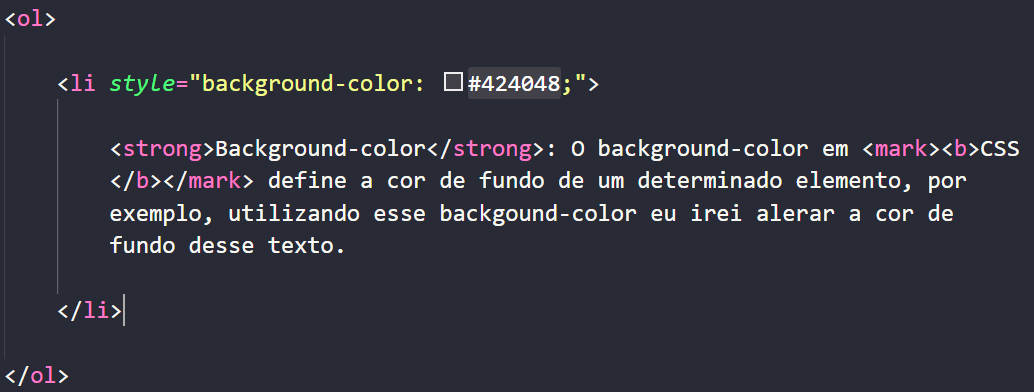 <ol>
<li style="background-color: #424048;">
<strong>Background-color</strong>: O background-color em <mark><b>CSS
</b></mark> define a cor de fundo de um determinado elemento, por
exemplo, utilizando esse backgound-color eu irei alerar a cor de
fundo desse texto.
</li>
</ol>